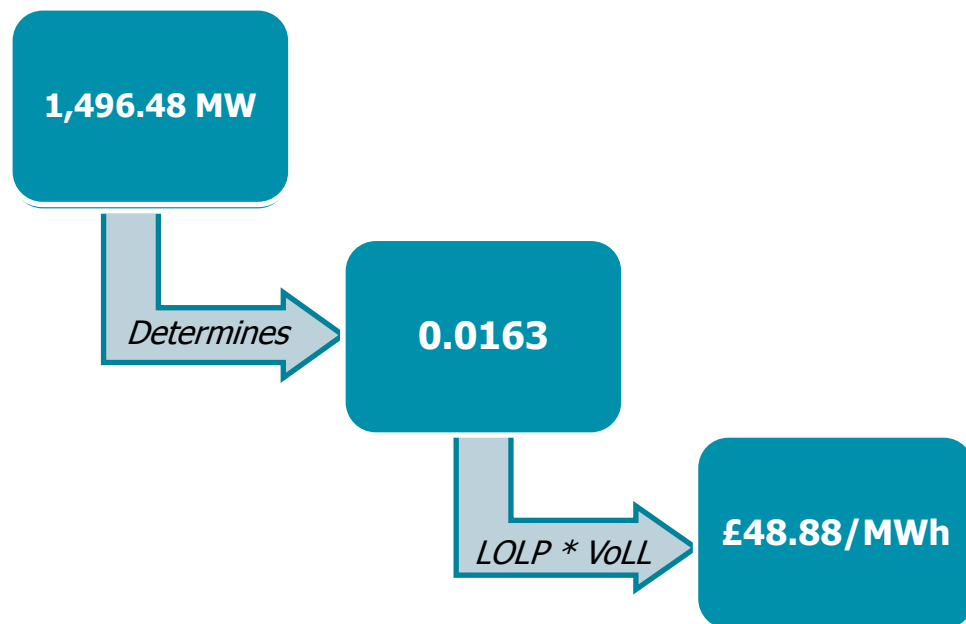 1,496.48 MW
Determines
0.0163
LOLP * VoLL
£48.88/MWh